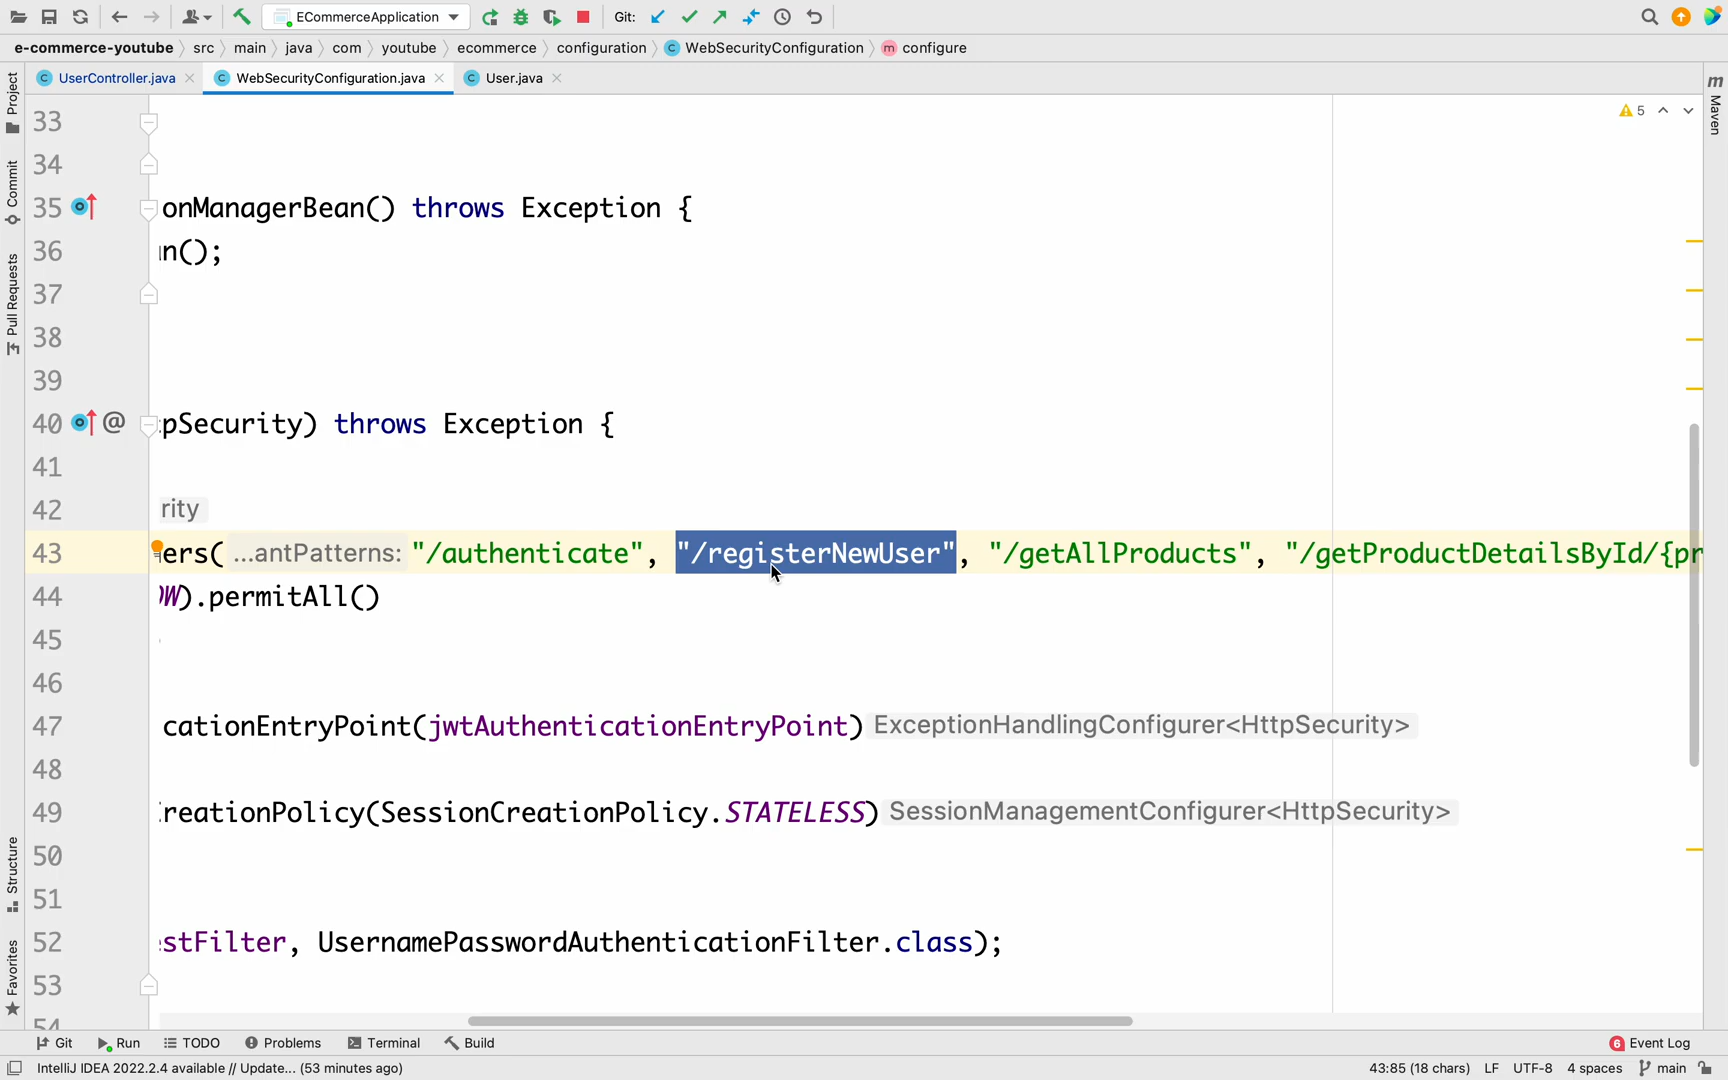 ECommerceApplication Git:
e-commerce-youtube src main java com youtube ecommerce configuration WebSecurityConfiguration m configure
UserController.java WebSecurityConfiguration.java User.java
Project
Commit
Pull Requests
Structure
Favorites
m Maven
5
33
34
35 onManagerBean() throws Exception {
36 n();
37
38
39
40 @ pSecurity) throws Exception {
41
42 rity
43 ers( ...antPatterns: "/authenticate", "/registerNewUser", "/getAllProducts", "/getProductDetailsById/{pr
44 OW).permitAll()
45
46
47 cationEntryPoint(jwtAuthenticationEntryPoint) ExceptionHandlingConfigurer<HttpSecurity>
48
49 reationPolicy(SessionCreationPolicy.STATELESS) SessionManagementConfigurer<HttpSecurity>
50
51
52 stFilter, UsernamePasswordAuthenticationFilter.class);
53
54
Git Run TODO Problems Terminal Build 6 Event Log
IntelliJ IDEA 2022.2.4 available // Update... (53 minutes ago) 43:85 (18 chars) LF UTF-8 4 spaces main